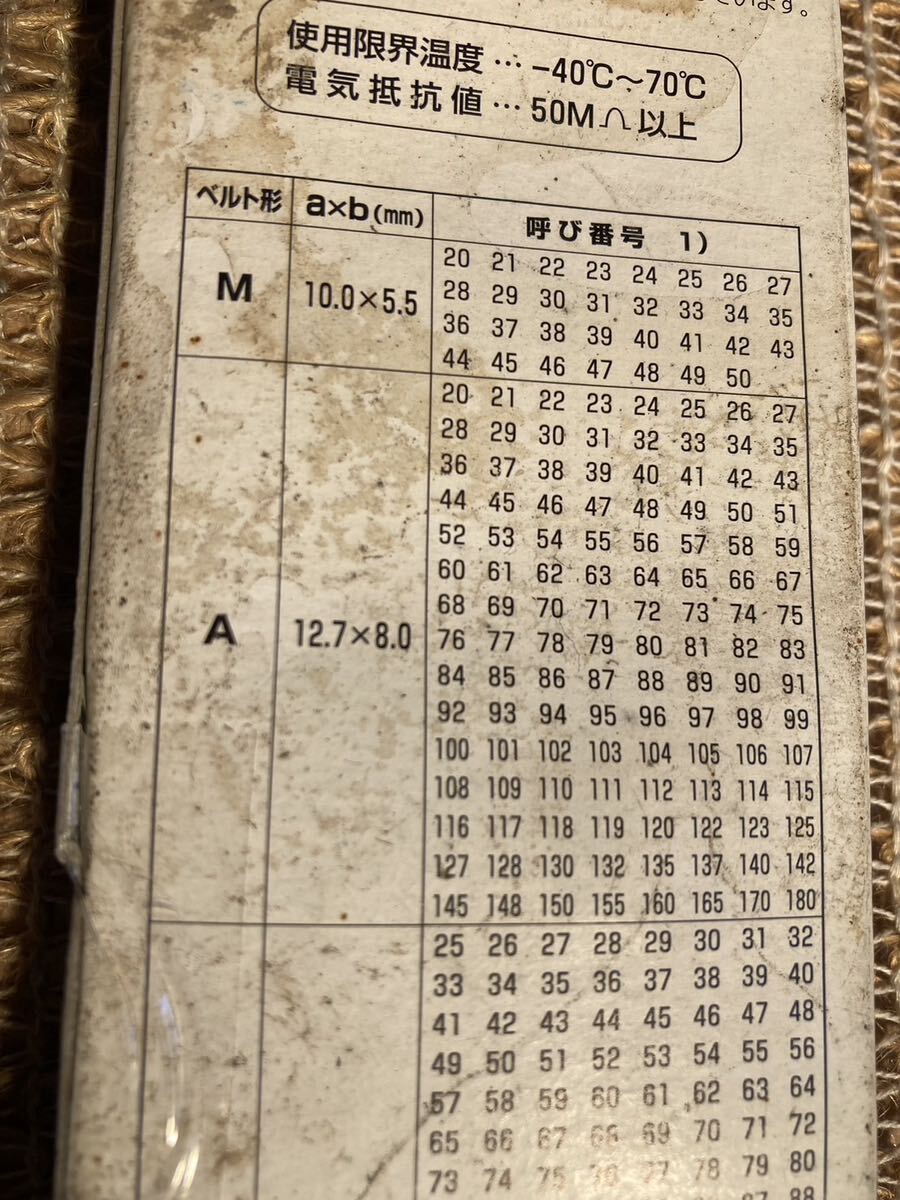 います。
使用限界温度…−40℃～70℃
電気抵抗値…50MΩ以上
ベルト形 a×b(mm) 呼び番号 1)
M 10.0×5.5
20 21 22 23 24 25 26 27
28 29 30 31 32 33 34 35
36 37 38 39 40 41 42 43
44 45 46 47 48 49 50
A 12.7×8.0
20 21 22 23 24 25 26 27
28 29 30 31 32 33 34 35
36 37 38 39 40 41 42 43
44 45 46 47 48 49 50 51
52 53 54 55 56 57 58 59
60 61 62 63 64 65 66 67
68 69 70 71 72 73 74 75
76 77 78 79 80 81 82 83
84 85 86 87 88 89 90 91
92 93 94 95 96 97 98 99
100 101 102 103 104 105 106 107
108 109 110 111 112 113 114 115
116 117 118 119 120 122 123 125
127 128 130 132 135 137 140 142
145 148 150 155 160 165 170 180
25 26 27 28 29 30 31 32
33 34 35 36 37 38 39 40
41 42 43 44 45 46 47 48
49 50 51 52 53 54 55 56
57 58 59 60 61 62 63 64
65 66 67 68 69 70 71 72
73 74 75 76 77 78 79 80
88